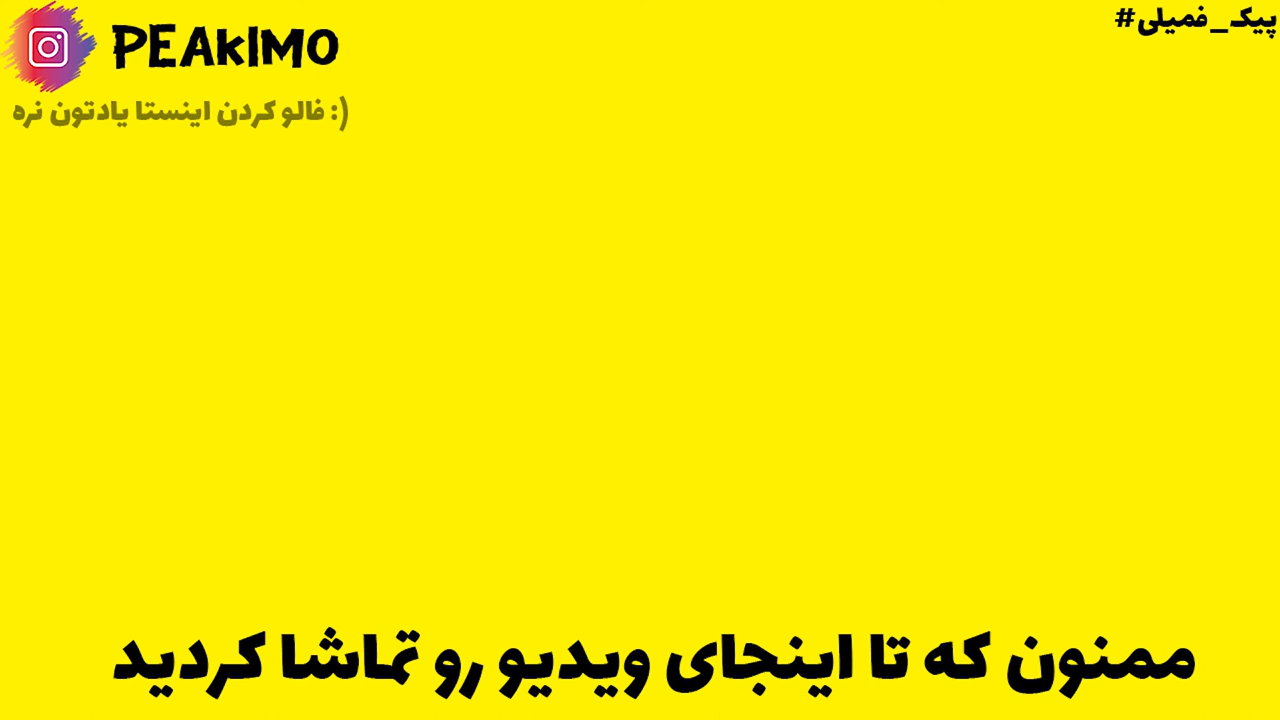 PEAkIMO
#پیک_فمیلی
فالو کردن اینستا یادتون نره :)
ممنون که تا اینجای ویدیو رو تماشا کردید